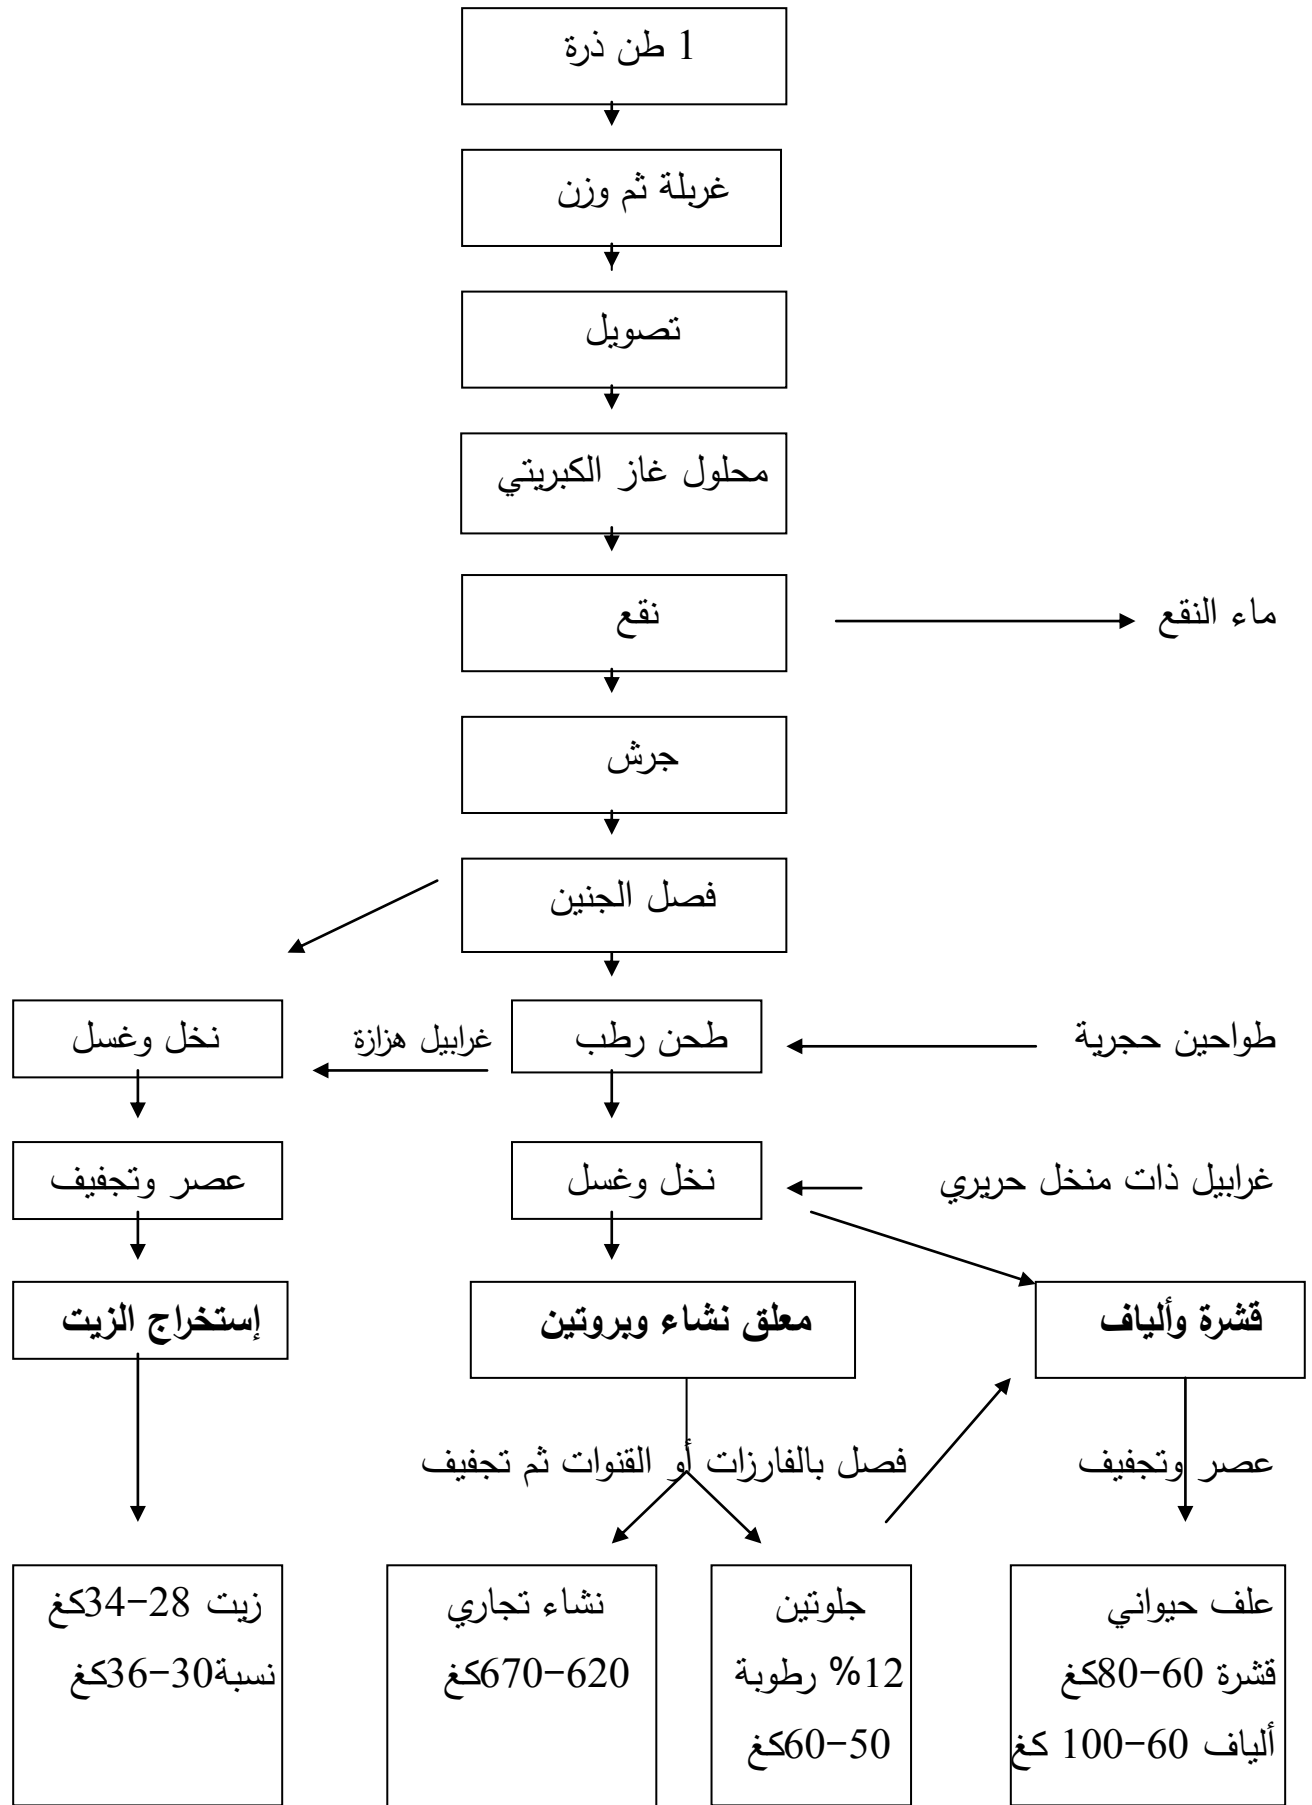 1 طن ذرة
غربلة ثم وزن
تصويل
محلول غاز الكبريتي
نقع
ماء النقع
جرش
فصل الجنين
طواحين حجرية
طحن رطب
غرابيل هزازة
نخل وغسل
غرابيل ذات منخل حريري
نخل وغسل
عصر وتجفيف
قشرة وألياف
معلق نشاء وبروتين
إستخراج الزيت
عصر وتجفيف
فصل بالفارزات أو القنوات ثم تجفيف
علف حيواني
قشرة 60-80كغ
ألياف 60-100 كغ
جلوتين
12% رطوبة
50-60كغ
نشاء تجاري
620-670كغ
زيت 28-34كغ
نسبة30-36كغ